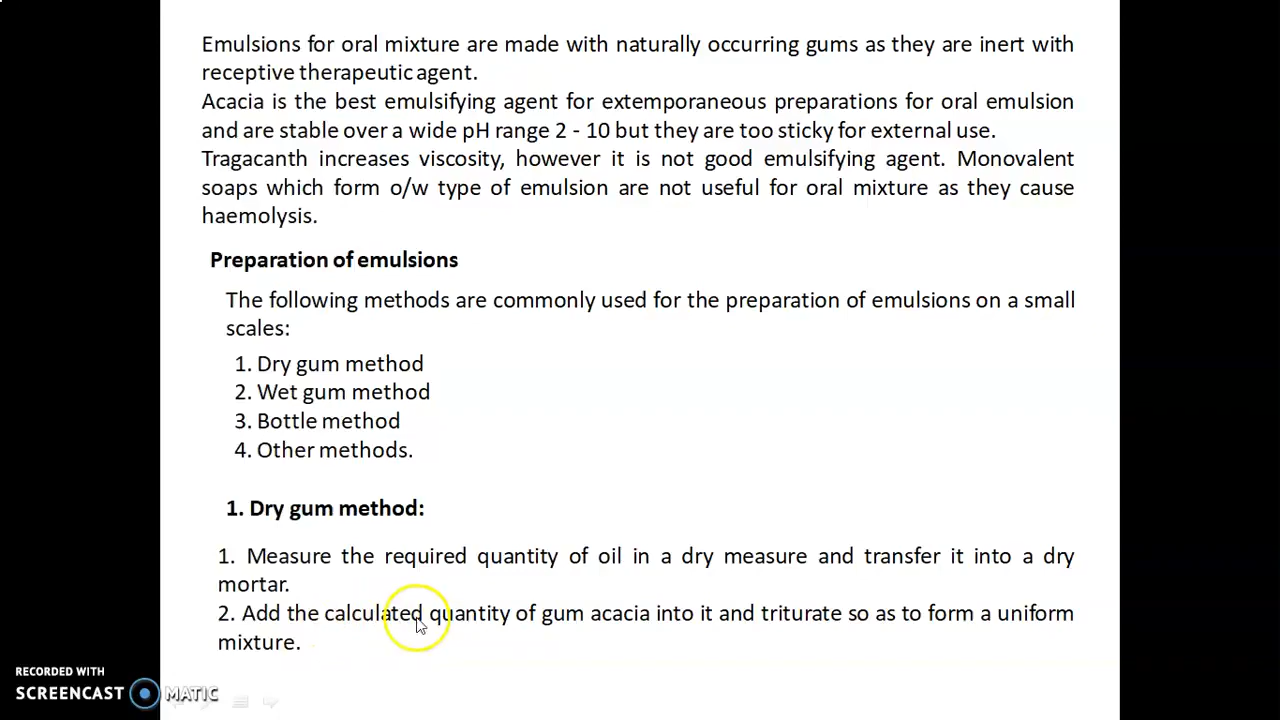 Emulsions for oral mixture are made with naturally occurring gums as they are inert with
receptive therapeutic agent.
Acacia is the best emulsifying agent for extemporaneous preparations for oral emulsion
and are stable over a wide pH range 2 - 10 but they are too sticky for external use.
Tragacanth increases viscosity, however it is not good emulsifying agent. Monovalent
soaps which form o/w type of emulsion are not useful for oral mixture as they cause
haemolysis.
Preparation of emulsions
The following methods are commonly used for the preparation of emulsions on a small
scales:
1. Dry gum method
2. Wet gum method
3. Bottle method
4. Other methods.
1. Dry gum method:
1. Measure the required quantity of oil in a dry measure and transfer it into a dry
mortar.
2. Add the calculated quantity of gum acacia into it and triturate so as to form a uniform
mixture.
RECORDED WITH
SCREENCAST MATIC